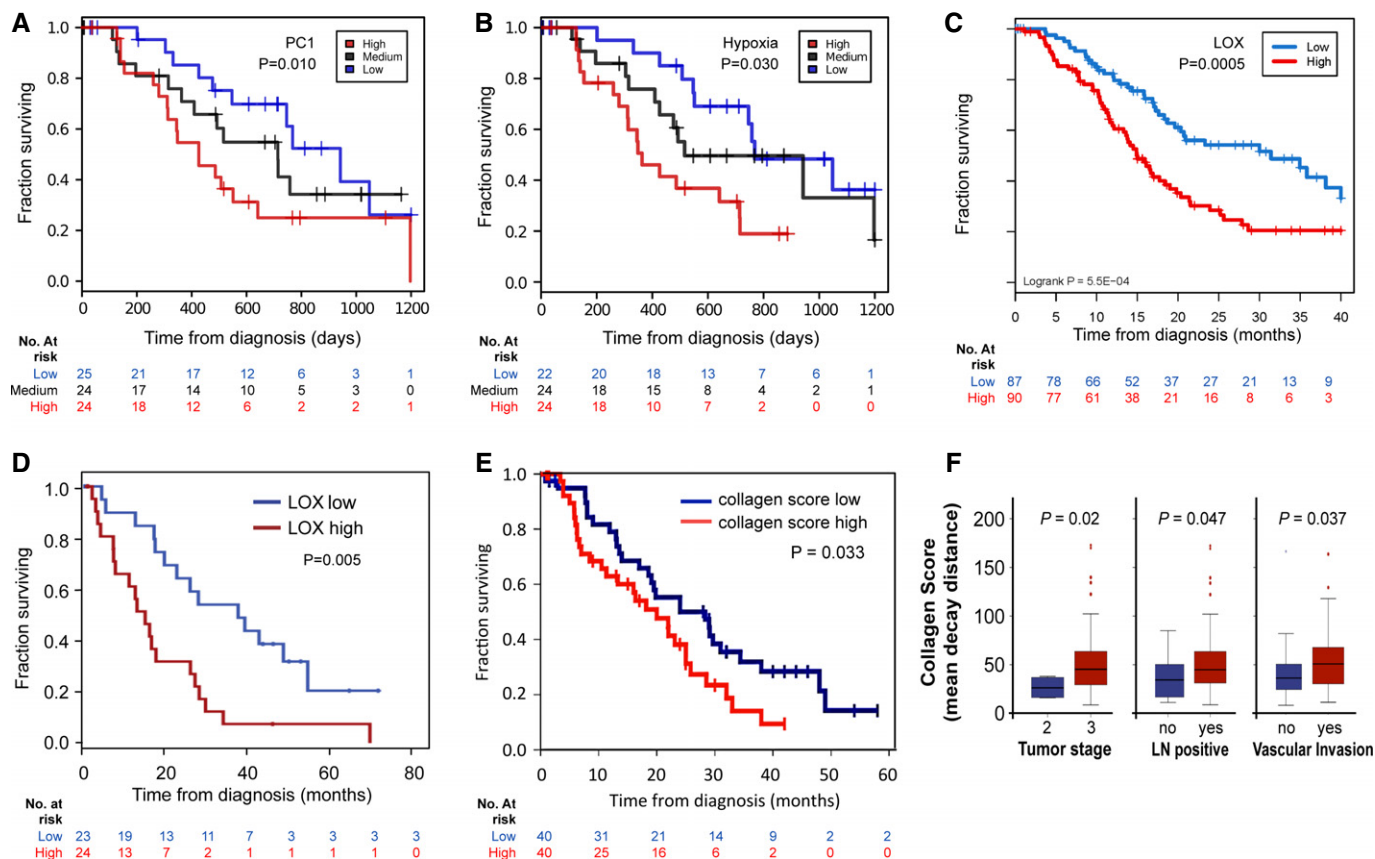 A
PC1
P=0.010
High
Medium
Low
1.0
0.8
0.6
0.4
0.2
0.0
Fraction surviving
0 200 400 600 800 1000 1200
Time from diagnosis (days)
No. At
risk
Low 25 21 17 12 6 3 1
Medium 24 17 14 10 5 3 0
High 24 18 12 6 2 2 1
B
Hypoxia
P=0.030
High
Medium
Low
1.0
0.8
0.6
0.4
0.2
0.0
Fraction surviving
0 200 400 600 800 1000 1200
Time from diagnosis (days)
No. At
risk
Low 22 20 18 13 7 6 1
Medium 24 18 15 8 4 2 1
High 24 18 10 7 2 0 0
C
LOX
P=0.0005
Low
High
1.0
0.8
0.6
0.4
0.2
0.0
Fraction surviving
Logrank P = 5.5E−04
0 5 10 15 20 25 30 35 40
Time from diagnosis (months)
No. At
risk
Low 87 78 66 52 37 27 21 13 9
High 90 77 61 38 21 16 8 6 3
D
LOX low
LOX high
P=0.005
1.0
0.8
0.6
0.4
0.2
0.0
Fraction surviving
0 20 40 60 80
Time from diagnosis (months)
No. at
risk
Low 23 19 13 11 7 3 3 3 3
High 24 13 7 2 1 1 1 1 0
E
collagen score low
collagen score high
P = 0.033
1.0
0.8
0.6
0.4
0.2
0.0
Fraction surviving
0 10 20 30 40 50 60
Time from diagnosis (months)
No. At
risk
Low 40 31 21 14 9 2 2
High 40 25 16 6 2 0 0
F
Collagen Score
(mean decay distance)
200
150
100
50
0
P = 0.02
P = 0.047
P = 0.037
2 3
no yes
no yes
Tumor stage
LN positive
Vascular Invasion